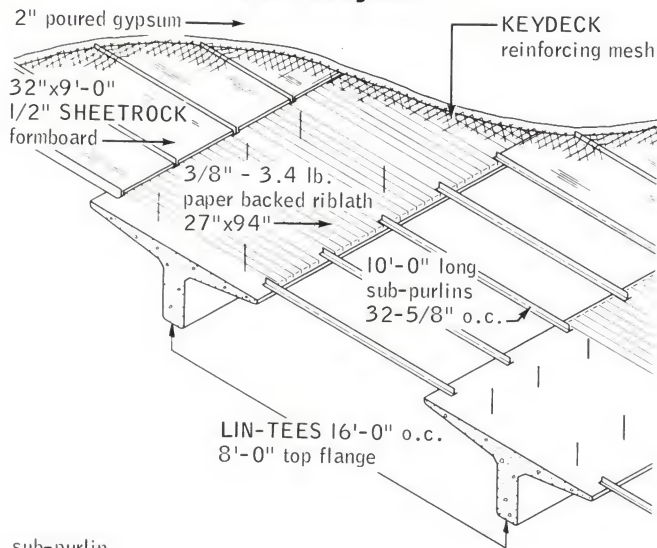 2" poured gypsum
KEYDECK
reinforcing mesh
32"x9'-0"
1/2" SHEETROCK
formboard
3/8" - 3.4 lb.
paper backed riblath
27"x94"
10'-0" long
sub-purlins
32-5/8" o.c.
LIN-TEES 16'-0" o.c.
8'-0" top flange
sub-purlin